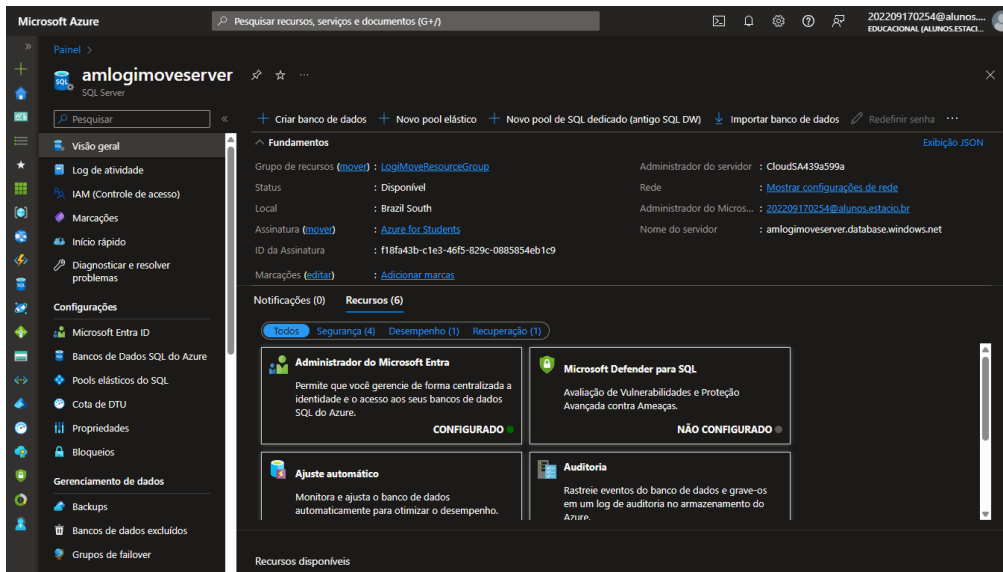 Microsoft Azure
Pesquisar recursos, serviços e documentos (G+/)
202209170254@alunos....
EDUCACIONAL (ALUNOS.ESTACI...
Painel >
amlogimoveserver
SQL Server
Pesquisar
Visão geral
Log de atividade
IAM (Controle de acesso)
Marcações
Início rápido
Diagnosticar e resolver
problemas
Configurações
Microsoft Entra ID
Bancos de Dados SQL do Azure
Pools elásticos do SQL
Cota de DTU
Propriedades
Bloqueios
Gerenciamento de dados
Backups
Bancos de dados excluídos
Grupos de failover
Criar banco de dados
Novo pool elástico
Novo pool de SQL dedicado (antigo SQL DW)
Importar banco de dados
Redefinir senha
Fundamentos
Exibição JSON
Grupo de recursos (mover) : LogiMoveResourceGroup
Status : Disponível
Local : Brazil South
Assinatura (mover) : Azure for Students
ID da Assinatura : f18fa43b-c1e3-46f5-829c-0885854eb1c9
Marcações (editar) : Adicionar marcas
Administrador do servidor : CloudSA439a599a
Rede : Mostrar configurações de rede
Administrador do Micros... : 202209170254@alunos.estacio.br
Nome do servidor : amlogimoveserver.database.windows.net
Notificações (0)
Recursos (6)
Todos
Segurança (4)
Desempenho (1)
Recuperação (1)
Administrador do Microsoft Entra
Permite que você gerencie de forma centralizada a
identidade e o acesso aos seus bancos de dados
SQL do Azure.
CONFIGURADO
Microsoft Defender para SQL
Avaliação de Vulnerabilidades e Proteção
Avançada contra Ameaças.
NÃO CONFIGURADO
Ajuste automático
Monitora e ajusta o banco de dados
automaticamente para otimizar o desempenho.
Auditoria
Rastreie eventos do banco de dados e grave-os
em um log de auditoria no armazenamento do
Azure.
Recursos disponíveis